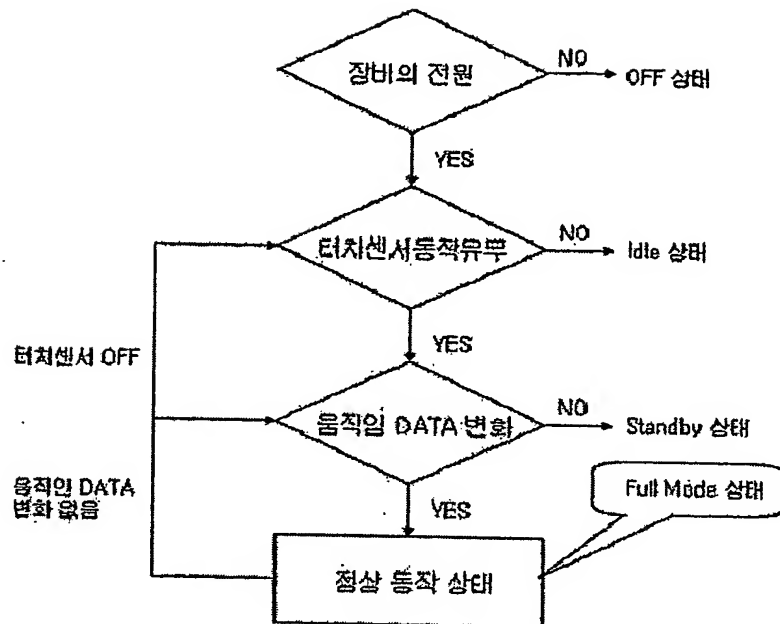 장비의 전원
NO
OFF 상태
YES
터치센서동작유무
NO
Idle 상태
YES
터치센서 OFF
움직임 DATA 변화
NO
Standby 상태
움직인 DATA
변화 없음
YES
Full Mode 상태
정상 동작 상태